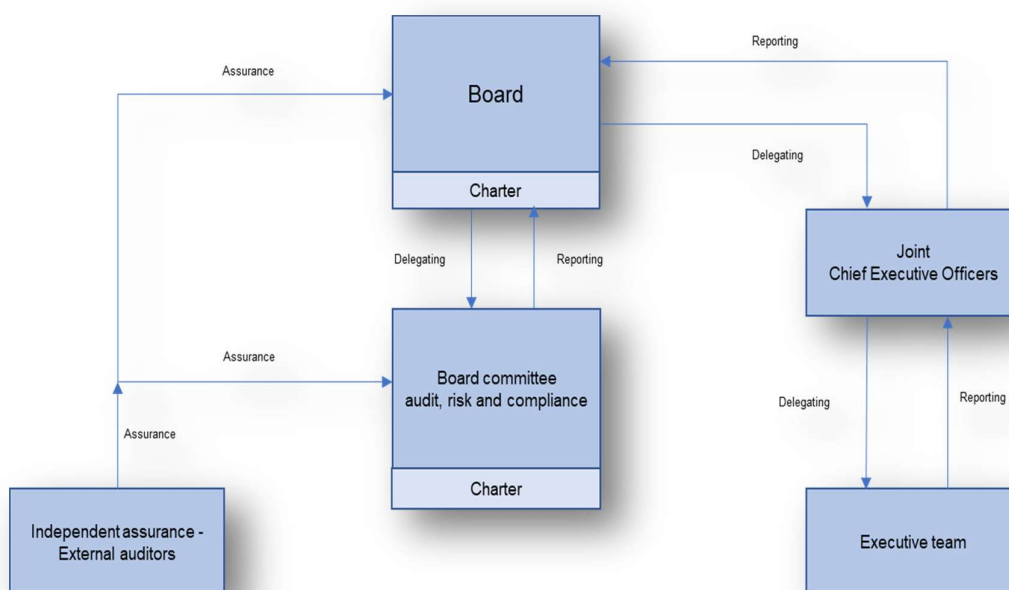 Reporting
Assurance
Board
Delegating
Charter
Joint
Chief Executive Officers
Delegating
Reporting
Assurance
Board committee
audit, risk and compliance
Delegating
Reporting
Assurance
Charter
Independent assurance -
External auditors
Executive team